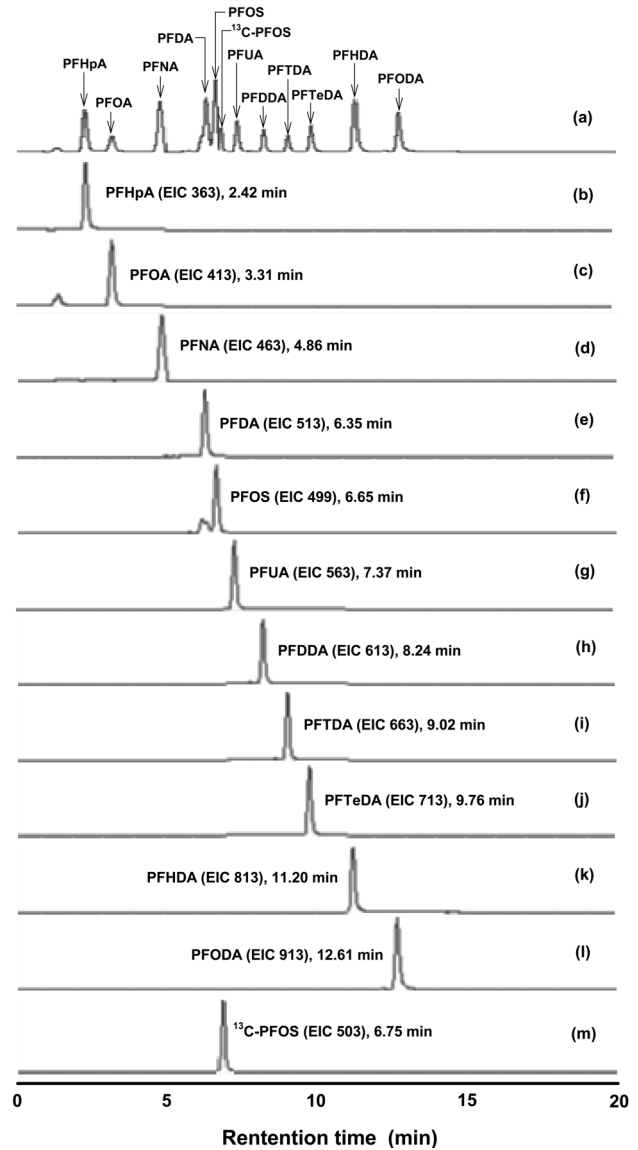 PFOS
¹³C-PFOS
PFDA
PFUA
PFHDA
PFHpA
PFNA
PFTDA
PFOA
PFDDA
PFTeDA
PFODA
(a)
PFHpA (EIC 363), 2.42 min
(b)
PFOA (EIC 413), 3.31 min
(c)
PFNA (EIC 463), 4.86 min
(d)
PFDA (EIC 513), 6.35 min
(e)
PFOS (EIC 499), 6.65 min
(f)
PFUA (EIC 563), 7.37 min
(g)
PFDDA (EIC 613), 8.24 min
(h)
PFTDA (EIC 663), 9.02 min
(i)
PFTeDA (EIC 713), 9.76 min
(j)
PFHDA (EIC 813), 11.20 min
(k)
PFODA (EIC 913), 12.61 min
(l)
¹³C-PFOS (EIC 503), 6.75 min
(m)
0 5 10 15 20
Rentention time (min)